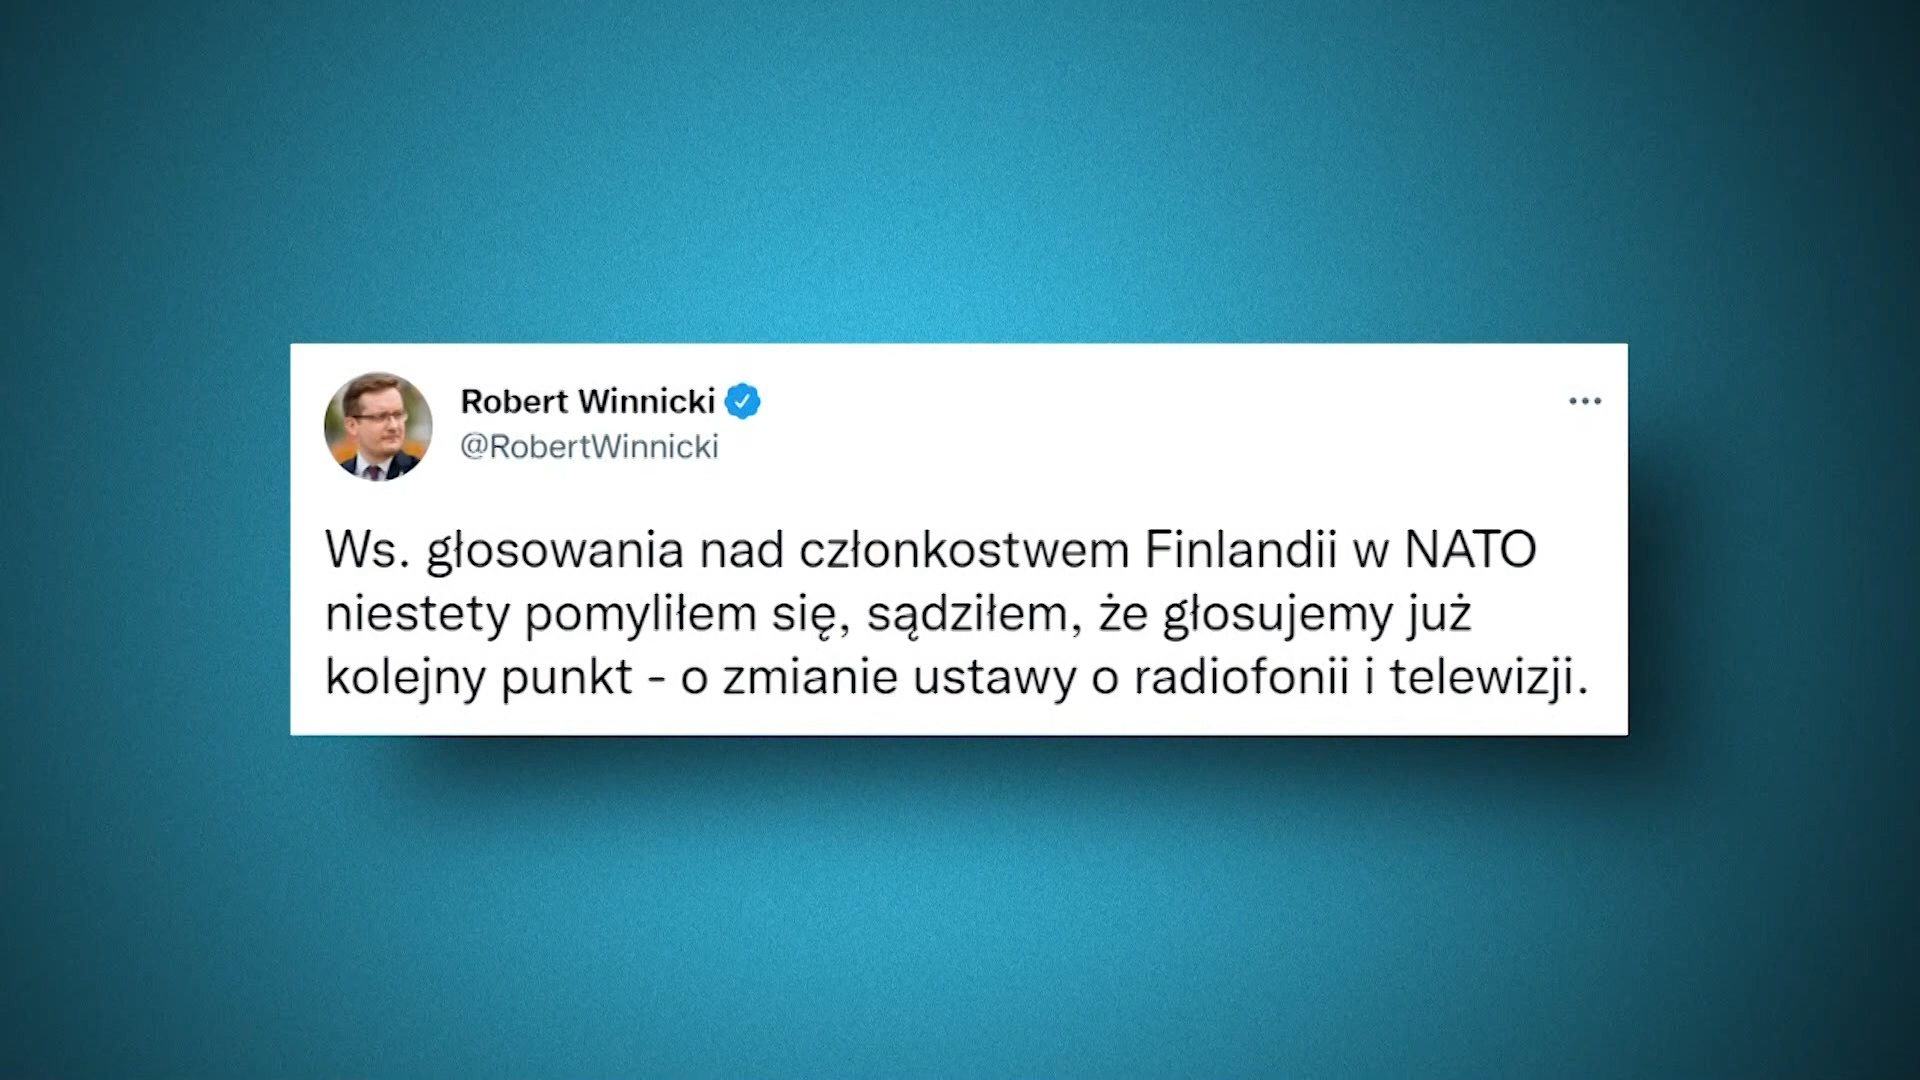 Robert Winnicki
@RobertWinnicki
Ws. głosowania nad członkostwem Finlandii w NATO
niestety pomyliłem się, sądziłem, że głosujemy już
kolejny punkt - o zmianie ustawy o radiofonii i telewizji.